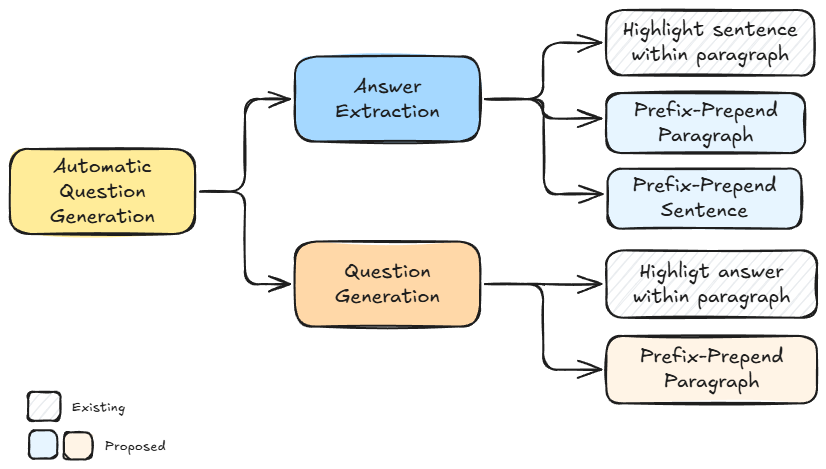 Automatic
Question
Generation
Answer
Extraction
Highlight sentence
within paragraph
Prefix-Prepend
Paragraph
Prefix-Prepend
Sentence
Question
Generation
Highligt answer
within paragraph
Prefix-Prepend
Paragraph
Existing
Proposed